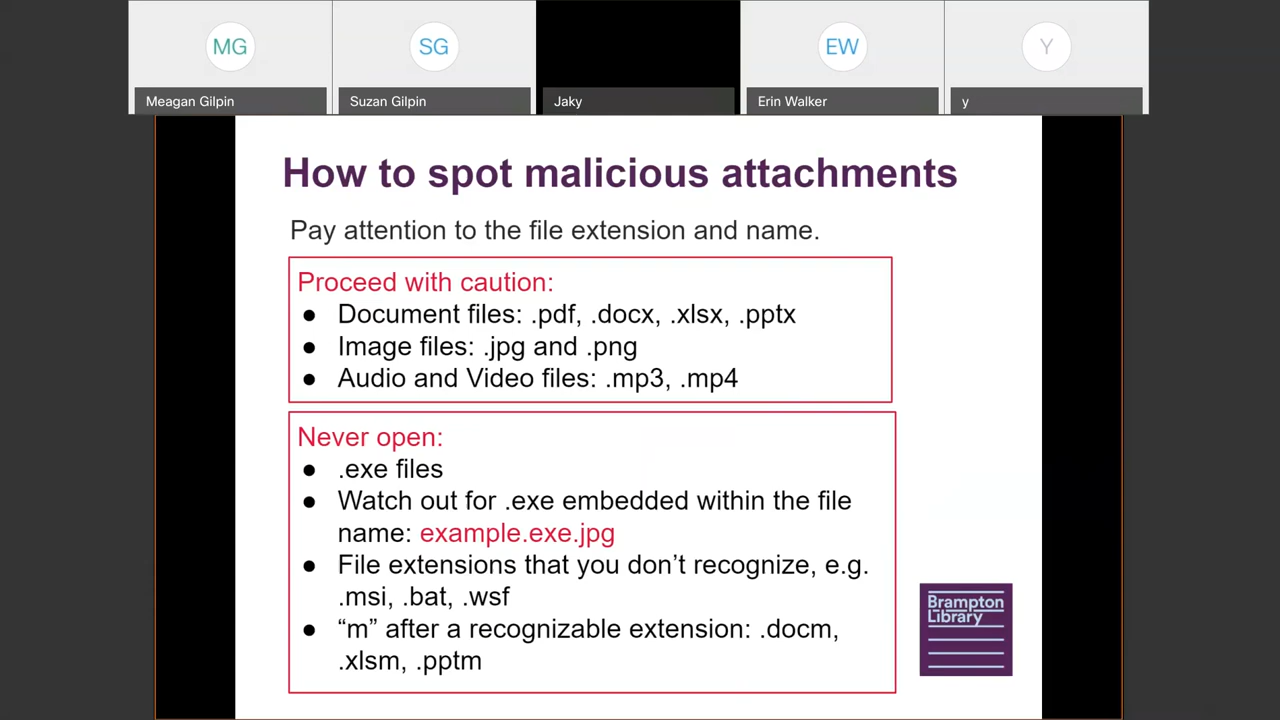 MG
SG
EW
Y
Meagan Gilpin
Suzan Gilpin
Jaky
Erin Walker
y
How to spot malicious attachments
Pay attention to the file extension and name.
Proceed with caution:
● Document files: .pdf, .docx, .xlsx, .pptx
● Image files: .jpg and .png
● Audio and Video files: .mp3, .mp4
Never open:
● .exe files
● Watch out for .exe embedded within the file
name: example.exe.jpg
● File extensions that you don’t recognize, e.g.
.msi, .bat, .wsf
● “m” after a recognizable extension: .docm,
.xlsm, .pptm
Brampton
Library